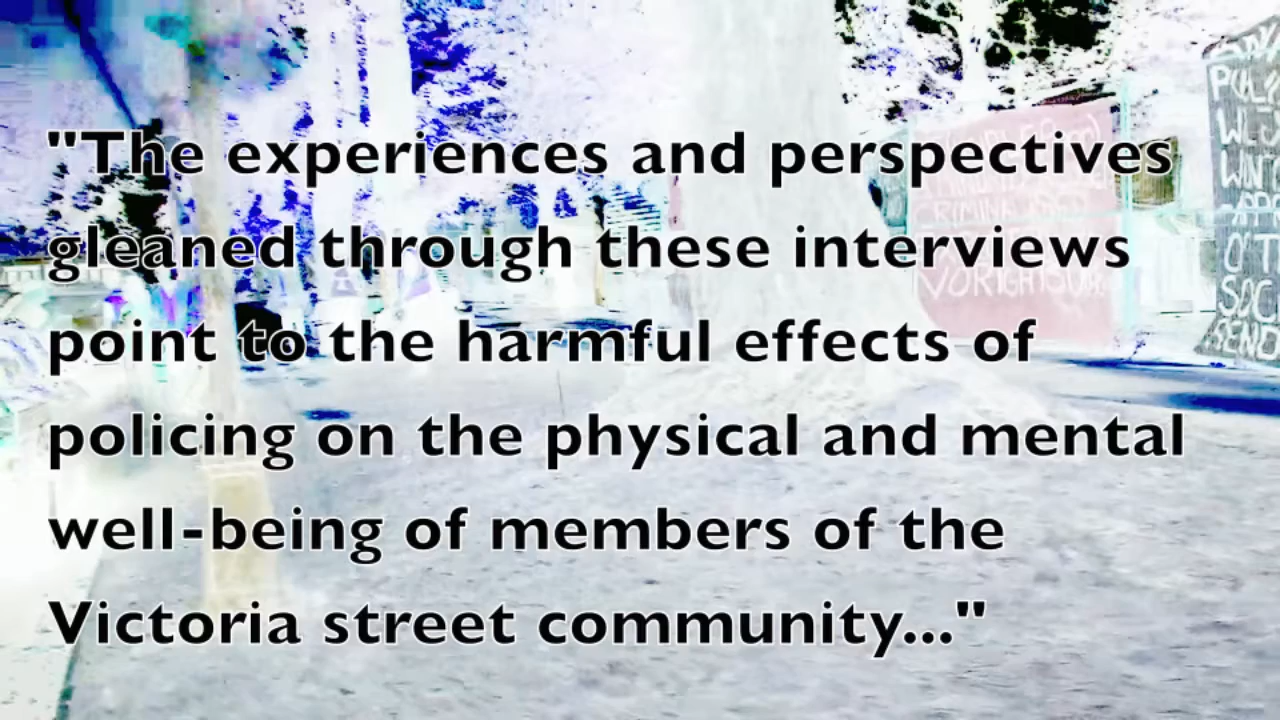 "The experiences and perspectives
gleaned through these interviews
point to the harmful effects of
policing on the physical and mental
well-being of members of the
Victoria street community..."